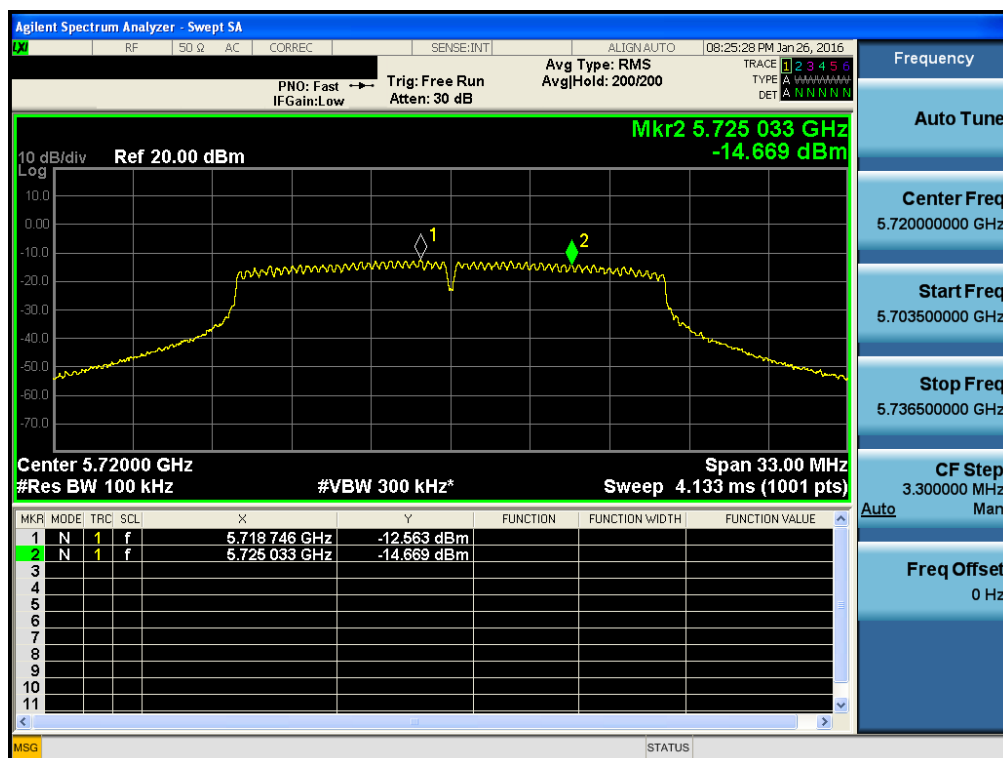 Agilent Spectrum Analyzer - Swept SA
LXI RF 50 Ω AC CORREC SENSE:INT ALIGN AUTO 08:25:28 PM Jan 26, 2016
PNO: Fast
IFGain:Low
Trig: Free Run
Atten: 30 dB
Avg Type: RMS
Avg|Hold: 200/200
TRACE 1 2 3 4 5 6
TYPE A
DET A N N N N N
Mkr2 5.725 033 GHz
-14.669 dBm
10 dB/div Ref 20.00 dBm
Log
10.0
0.00
-10.0
-20.0
-30.0
-40.0
-50.0
-60.0
-70.0
1
2
Center 5.72000 GHz Span 33.00 MHz
#Res BW 100 kHz #VBW 300 kHz* Sweep 4.133 ms (1001 pts)
MKR MODE TRC SCL X Y FUNCTION FUNCTION WIDTH FUNCTION VALUE
1 N 1 f 5.718 746 GHz -12.563 dBm
2 N 1 f 5.725 033 GHz -14.669 dBm
3
4
5
6
7
8
9
10
11
MSG STATUS
Frequency
Auto Tune
Center Freq
5.720000000 GHz
Start Freq
5.703500000 GHz
Stop Freq
5.736500000 GHz
CF Step
3.300000 MHz
Auto Man
Freq Offset
0 Hz